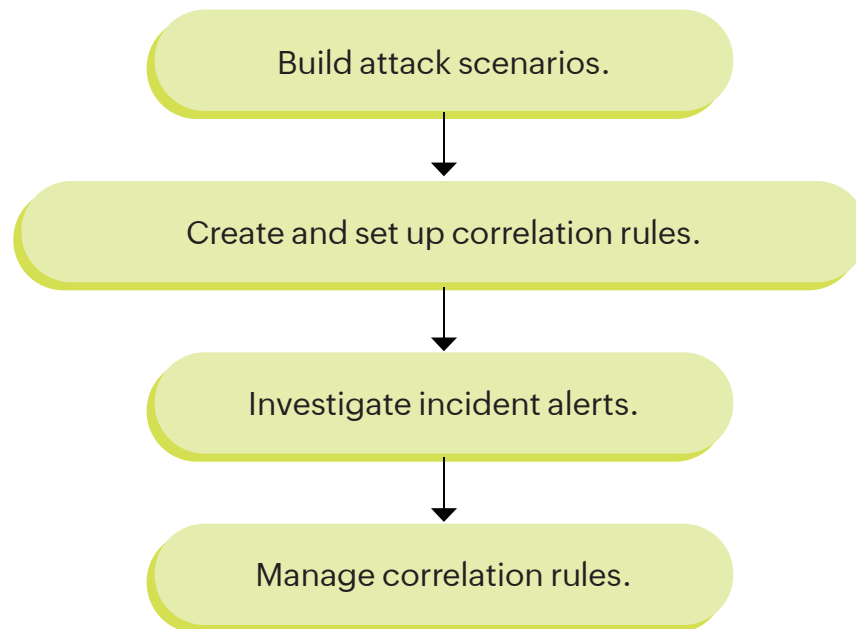 Build attack scenarios.
Create and set up correlation rules.
Investigate incident alerts.
Manage correlation rules.